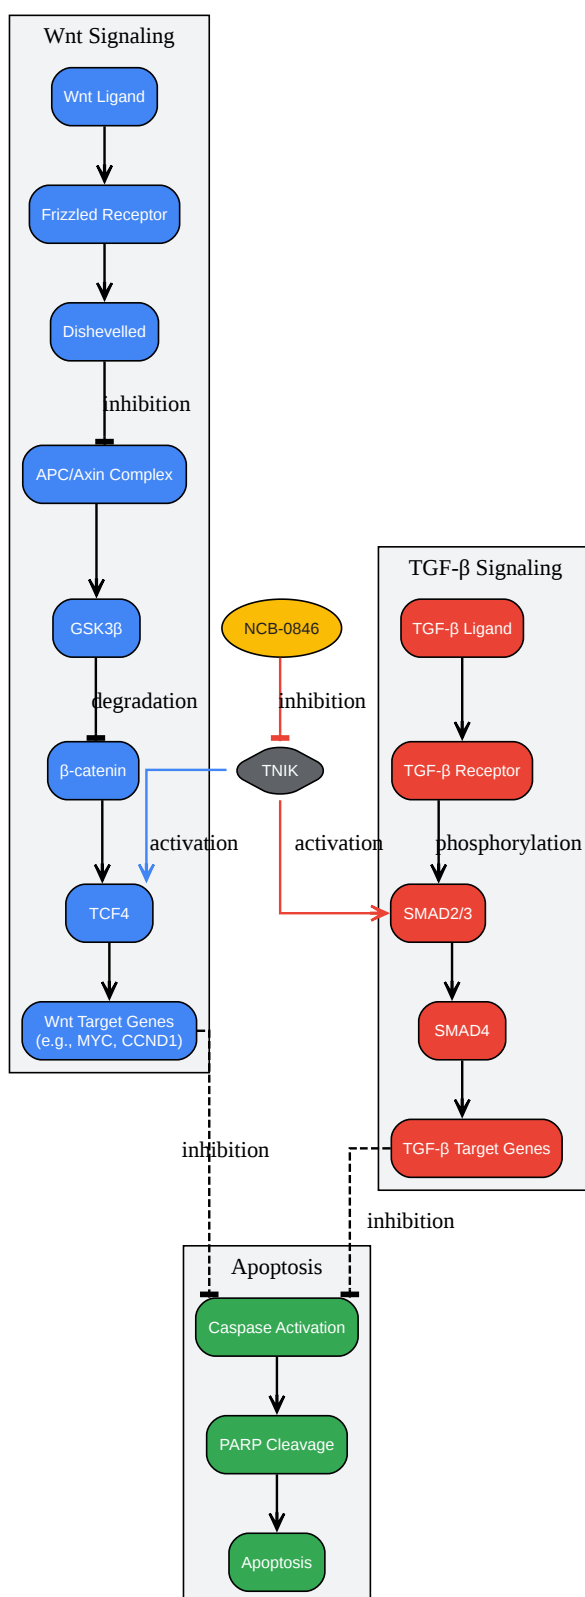 Wnt Signaling
Wnt Ligand
Frizzled Receptor
Dishevelled
inhibition
APC/Axin Complex
GSK3β
degradation
β-catenin
TCF4
Wnt Target Genes
(e.g., MYC, CCND1)
NCB-0846
inhibition
TNIK
activation
activation
TGF-β Signaling
TGF-β Ligand
TGF-β Receptor
phosphorylation
SMAD2/3
SMAD4
TGF-β Target Genes
inhibition
inhibition
Apoptosis
Caspase Activation
PARP Cleavage
Apoptosis